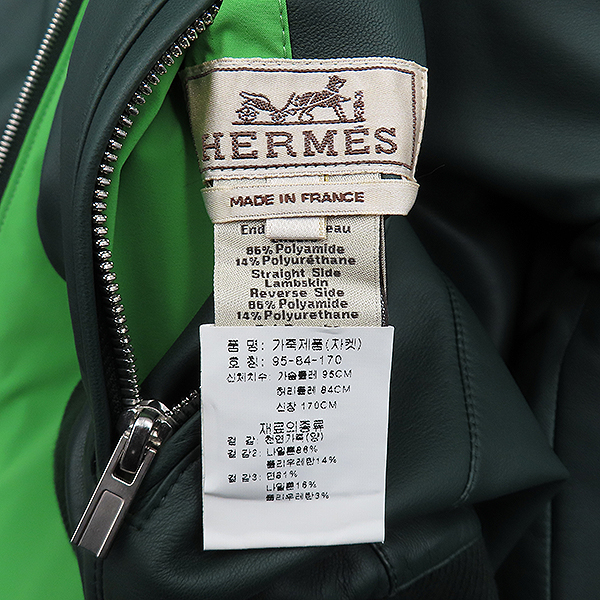 HERMES
MADE IN FRANCE
End eau
86% Polyamide
14% Polyuréthane
Straight Side
Lambskin
Reverse Side
86% Polyamide
14% Polyurethane
품 명: 가죽제품(자켓)
호 칭: 95-84-170
신체치수: 가슴둘레 95CM
허리둘레 84CM
신장 170CM
재료의종류
겉 감: 천연가죽(양)
겉 감2: 나일론86%
폴리우레탄14%
겉 감3: 면81%
나일론16%
폴리우레탄3%